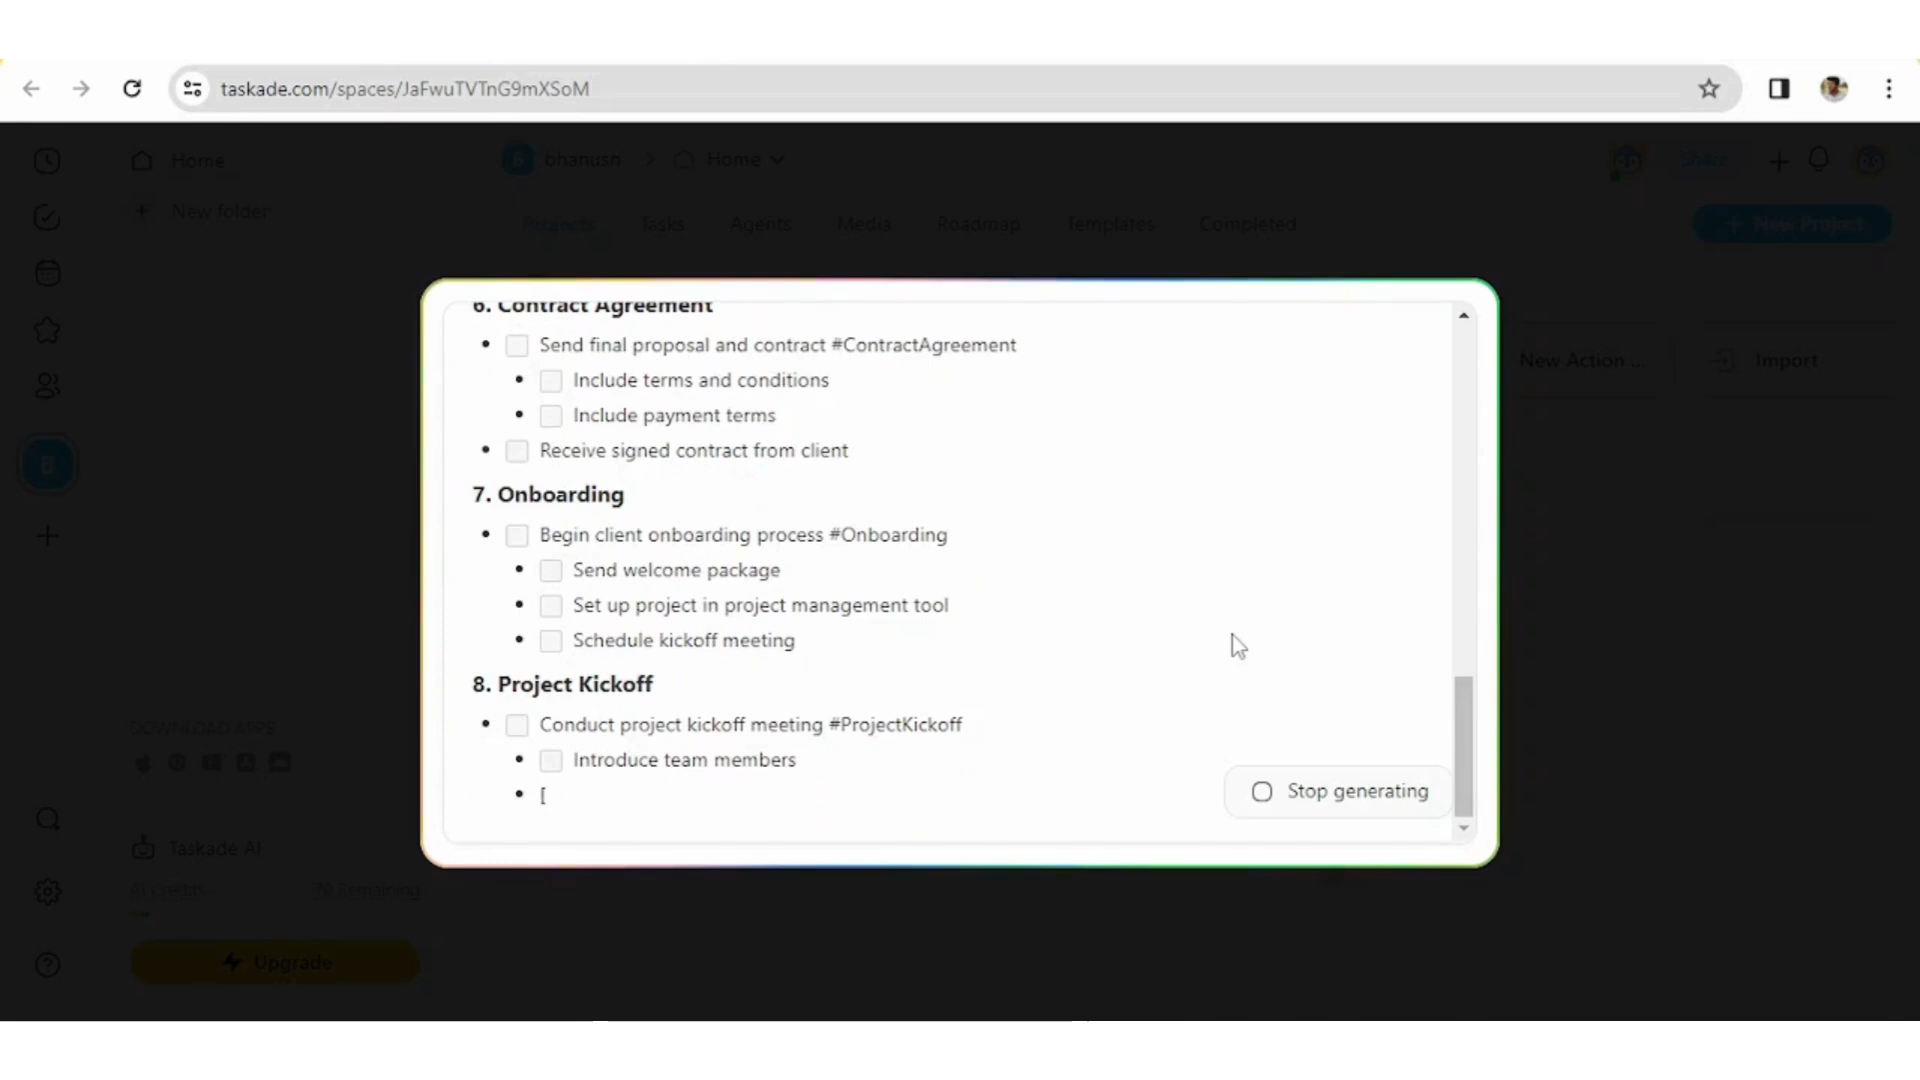 taskade.com/spaces/JaFwuTVTnG9mXSoM
Home
bhanush > Home
Share
New folder
Projects Tasks Agents Media Roadmap Templates Completed
+ New Project
6. Contract Agreement
Send final proposal and contract #ContractAgreement
New Action ...
Import
Include terms and conditions
Include payment terms
Receive signed contract from client
7. Onboarding
Begin client onboarding process #Onboarding
Send welcome package
Set up project in project management tool
Schedule kickoff meeting
8. Project Kickoff
Conduct project kickoff meeting #ProjectKickoff
DOWNLOAD APPS
Introduce team members
[
Stop generating
Taskade AI
AI credits
Remaining
Upgrade